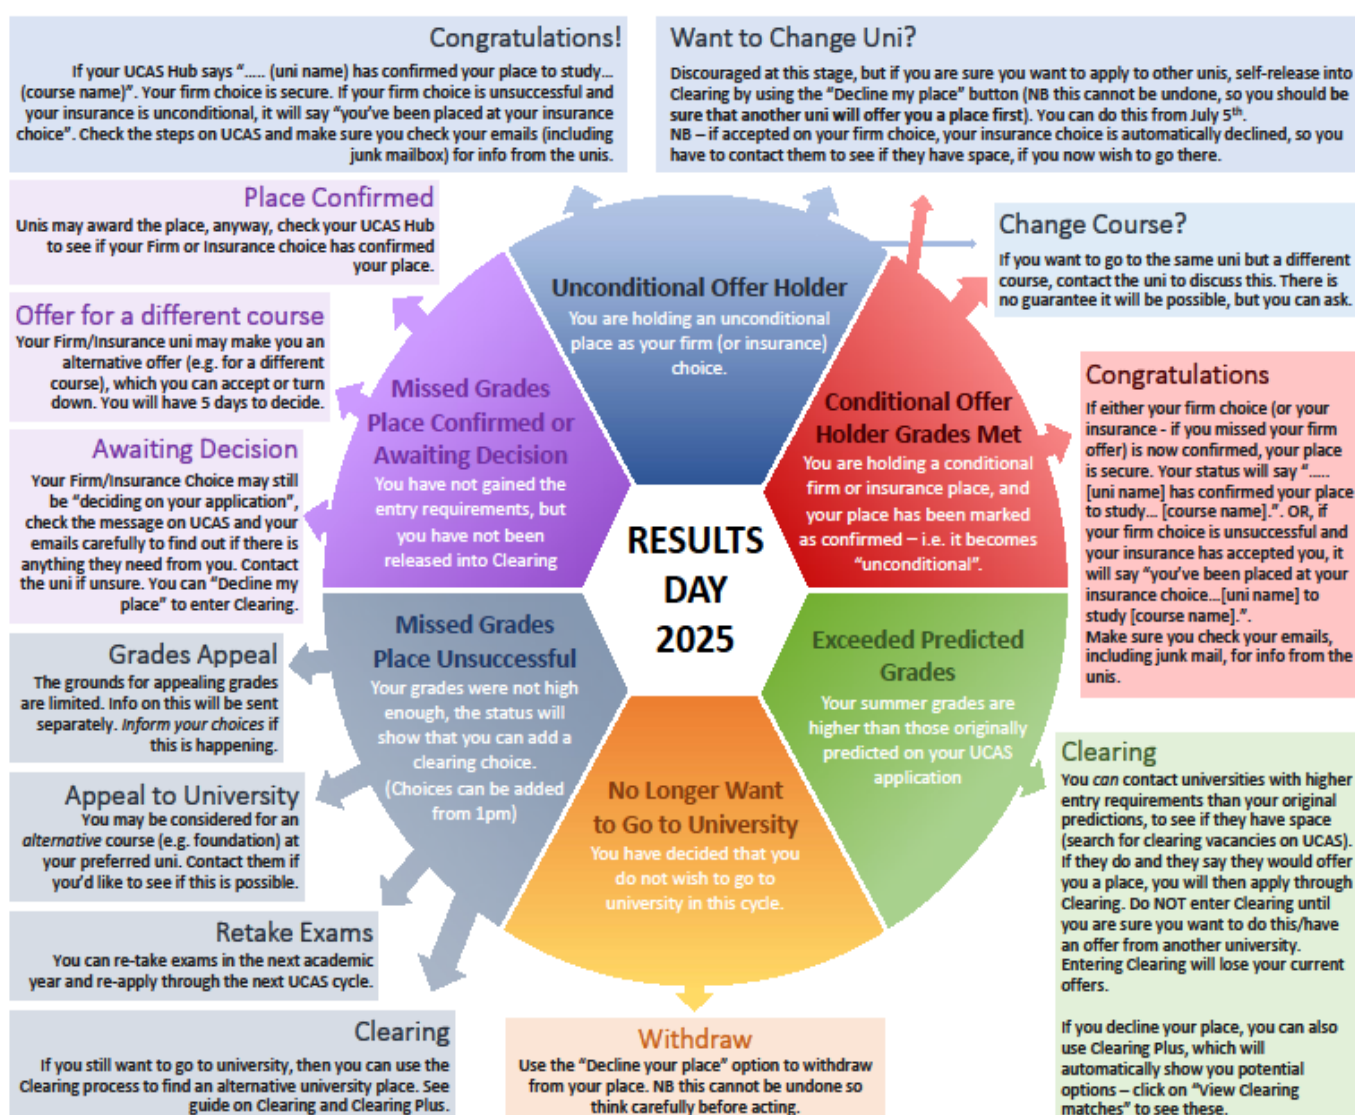 Congratulations!
If your UCAS Hub says “..... (uni name) has confirmed your place to study...
(course name)”. Your firm choice is secure. If your firm choice is unsuccessful and
your insurance is unconditional, it will say “you’ve been placed at your insurance
choice”. Check the steps on UCAS and make sure you check your emails (including
junk mailbox) for info from the unis.
Want to Change Uni?
Discouraged at this stage, but if you are sure you want to apply to other unis, self-release into
Clearing by using the “Decline my place” button (NB this cannot be undone, so you should be
sure that another uni will offer you a place first). You can do this from July 5th.
NB – if accepted on your firm choice, your insurance choice is automatically declined, so you
have to contact them to see if they have space, if you now wish to go there.
Place Confirmed
Unis may award the place, anyway, check your UCAS Hub
to see if your Firm or Insurance choice has confirmed
your place.
Change Course?
If you want to go to the same uni but a different
course, contact the uni to discuss this. There is
no guarantee it will be possible, but you can ask.
Offer for a different course
Your Firm/Insurance uni may make you an
alternative offer (e.g. for a different
course), which you can accept or turn
down. You will have 5 days to decide.
Unconditional Offer Holder
You are holding an unconditional
place as your firm (or insurance)
choice.
Missed Grades
Place Confirmed or
Awaiting Decision
You have not gained the
entry requirements, but
you have not been
released into Clearing
Conditional Offer
Holder Grades Met
You are holding a conditional
firm or insurance place, and
your place has been marked
as confirmed – i.e. it becomes
“unconditional”.
Congratulations
If either your firm choice (or your
insurance - if you missed your firm
offer) is now confirmed, your place
is secure. Your status will say “.....
[uni name] has confirmed your place
to study... [course name].”. OR, if
your firm choice is unsuccessful and
your insurance has accepted you, it
will say “you’ve been placed at your
insurance choice...[uni name] to
study [course name].”.
Make sure you check your emails,
including junk mail, for info from the
unis.
Awaiting Decision
Your Firm/Insurance Choice may still
be “deciding on your application”,
check the message on UCAS and your
emails carefully to find out if there is
anything they need from you. Contact
the uni if unsure. You can “Decline my
place” to enter Clearing.
RESULTS
DAY
2025
Missed Grades
Place Unsuccessful
Your grades were not high
enough, the status will
show that you can add a
clearing choice.
(Choices can be added
from 1pm)
Exceeded Predicted
Grades
Your summer grades are
higher than those originally
predicted on your UCAS
application
Grades Appeal
The grounds for appealing grades
are limited. Info on this will be sent
separately. Inform your choices if
this is happening.
Appeal to University
You may be considered for an
alternative course (e.g. foundation) at
your preferred uni. Contact them if
you’d like to see if this is possible.
No Longer Want
to Go to University
You have decided that you
do not wish to go to
university in this cycle.
Clearing
You can contact universities with higher
entry requirements than your original
predictions, to see if they have space
(search for clearing vacancies on UCAS).
If they do and they say they would offer
you a place, you will then apply through
Clearing. Do NOT enter Clearing until
you are sure you want to do this/have
an offer from another university.
Entering Clearing will lose your current
offers.
If you decline your place, you can also
use Clearing Plus, which will
automatically show you potential
options – click on “View Clearing
matches” to see these.
Retake Exams
You can re-take exams in the next academic
year and re-apply through the next UCAS cycle.
Clearing
If you still want to go to university, then you can use the
Clearing process to find an alternative university place. See
guide on Clearing and Clearing Plus.
Withdraw
Use the “Decline your place” option to withdraw
from your place. NB this cannot be undone so
think carefully before acting.